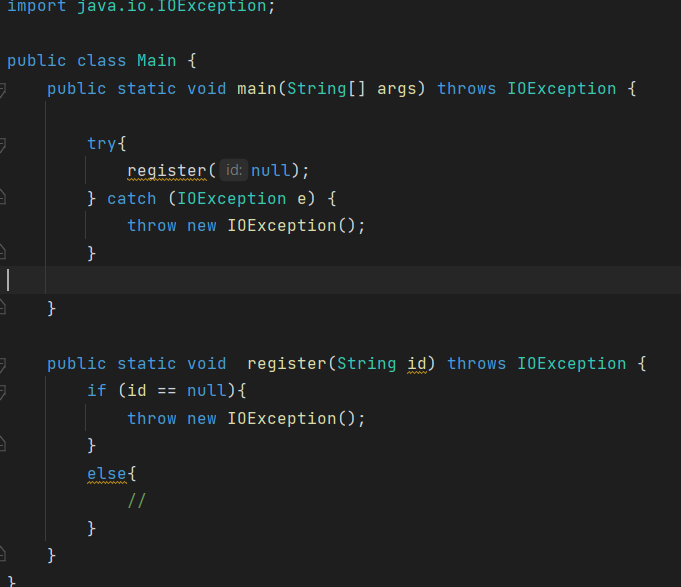 import java.io.IOException;
public class Main {
public static void main(String[] args) throws IOException {
try{
register( id: null);
} catch (IOException e) {
throw new IOException();
}
}
public static void  register(String id) throws IOException {
if (id == null){
throw new IOException();
}
else{
//
}
}
}